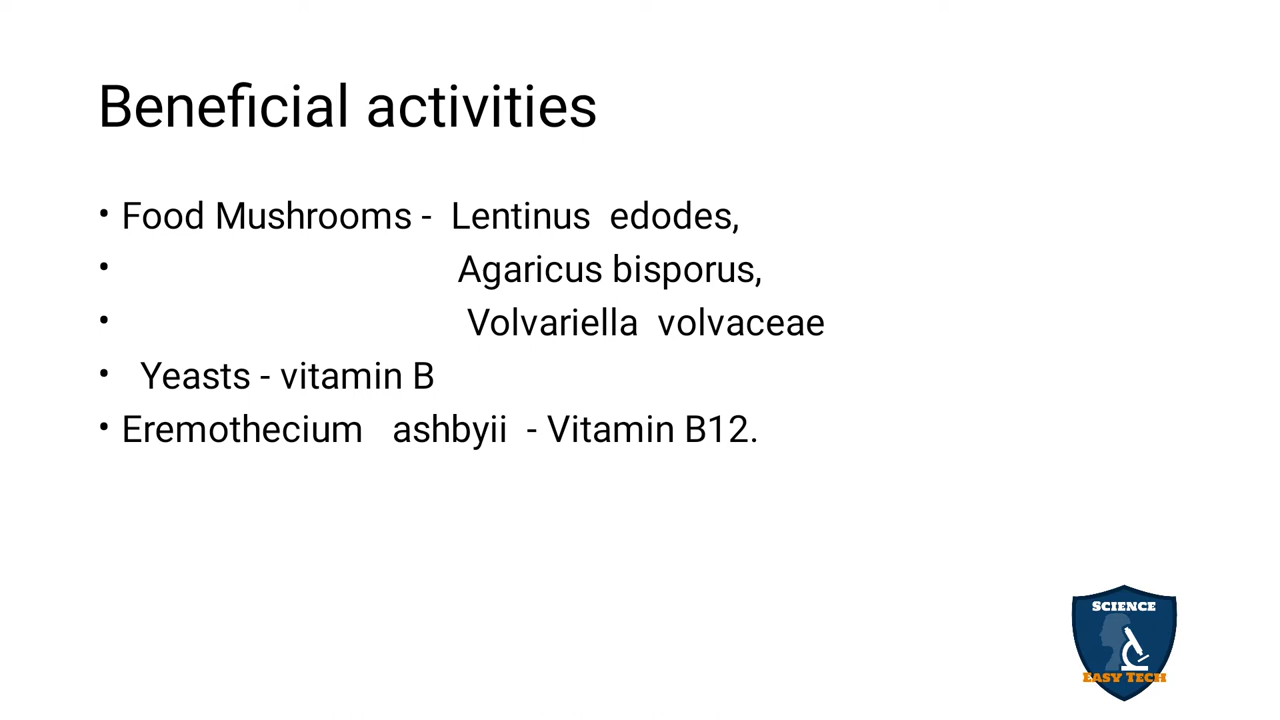 Beneficial activities
• Food Mushrooms - Lentinus edodes,
• Agaricus bisporus,
• Volvariella volvaceae
• Yeasts - vitamin B
• Eremothecium ashbyii - Vitamin B12.
SCIENCE
EASY TECH